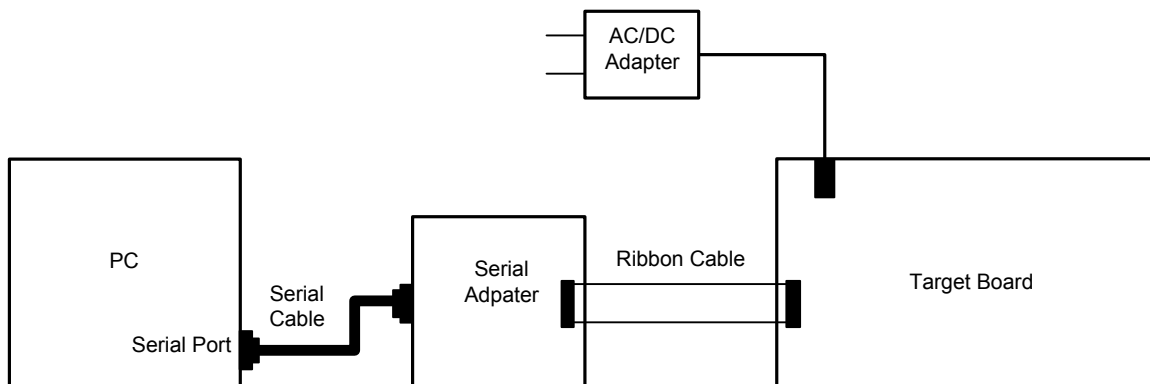 AC/DC
Adapter
PC
Serial
Cable
Serial Port
Serial
Adpater
Ribbon Cable
Target Board